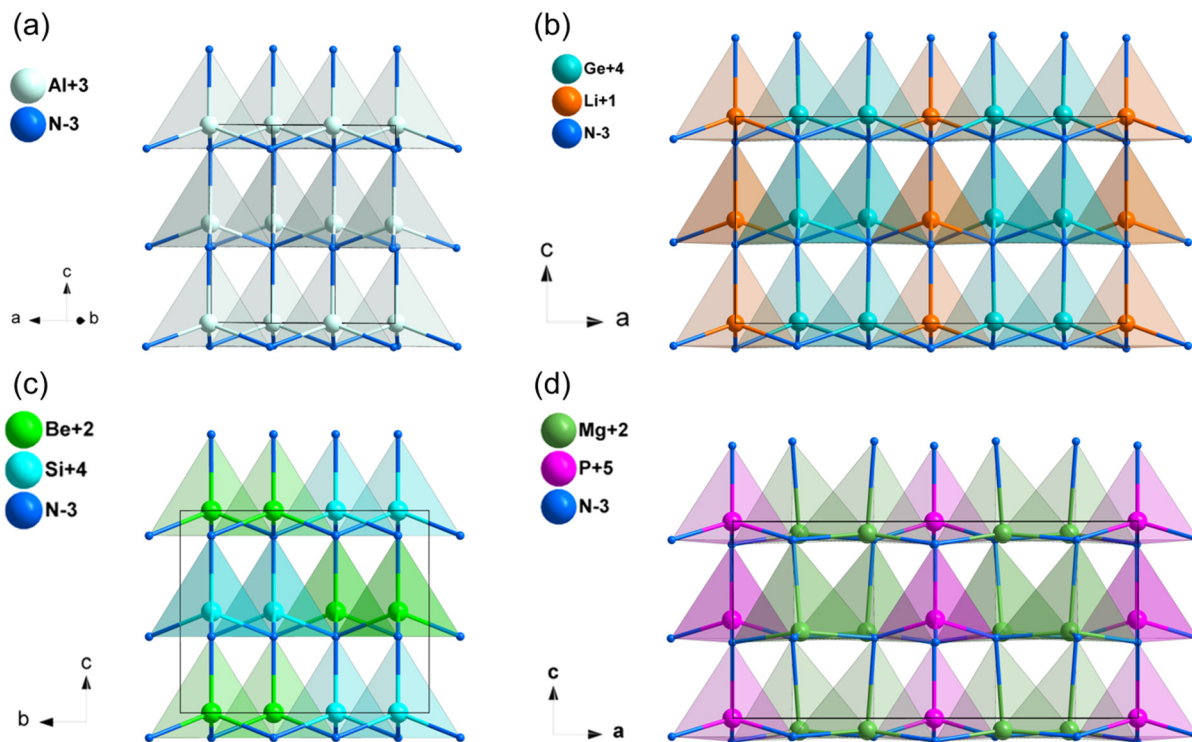 (a)
Al+3
N-3
c
a
b
(b)
Ge+4
Li+1
N-3
c
a
(c)
Be+2
Si+4
N-3
c
b
(d)
Mg+2
P+5
N-3
c
a